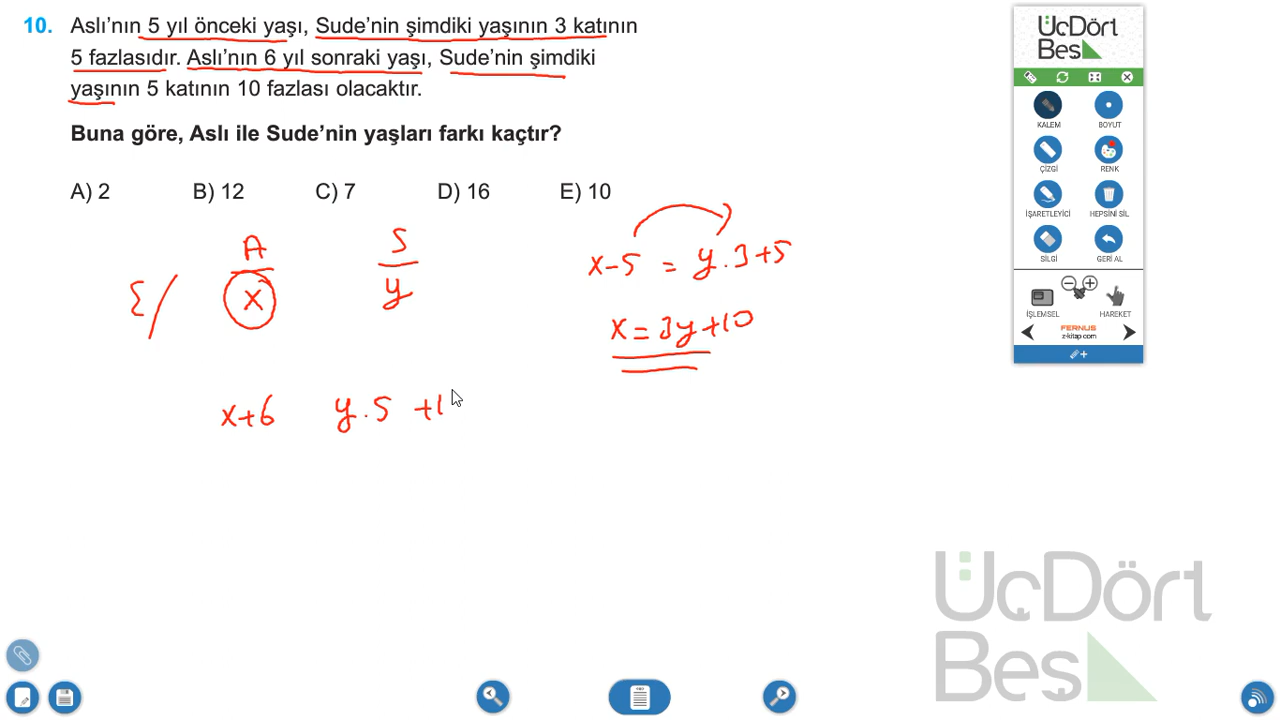 10. Aslı’nın 5 yıl önceki yaşı, Sude’nin şimdiki yaşının 3 katının
5 fazlasıdır. Aslı’nın 6 yıl sonraki yaşı, Sude’nin şimdiki
yaşının 5 katının 10 fazlası olacaktır.
Buna göre, Aslı ile Sude’nin yaşları farkı kaçtır?
A) 2 B) 12 C) 7 D) 16 E) 10
A S
x y
x-5 = y.3+5
x = 3y+10
x+6 y.5 +1
ÜçDört
Beş
KALEM BOYUT
ÇİZGİ RENK
İŞARETLEYİCİ HEPSİNİ SİL
SİLGİ GERİ AL
İŞLEMSEL HAREKET
FERNUS
z-kitap.com
ÜçDört
Beş